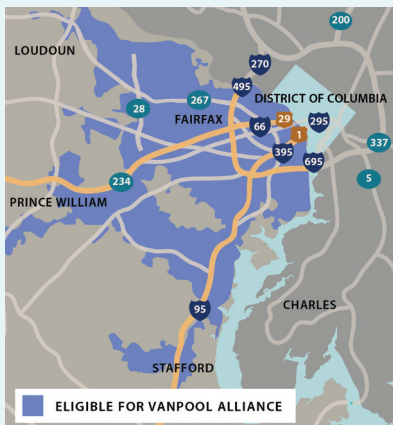 200
LOUDOUN
270
495
DISTRICT OF COLUMBIA
28
267
FAIRFAX
29
295
66
1
395
337
695
234
5
PRINCE WILLIAM
95
CHARLES
STAFFORD
ELIGIBLE FOR VANPOOL ALLIANCE